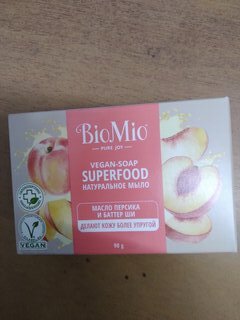 BioMio
PURE JOY
VEGAN-SOAP
SUPERFOOD
НАТУРАЛЬНОЕ МЫЛО
МАСЛО ПЕРСИКА
И БАТТЕР ШИ
ДЕЛАЮТ КОЖУ БОЛЕЕ УПРУГОЙ
90 g
VEGAN